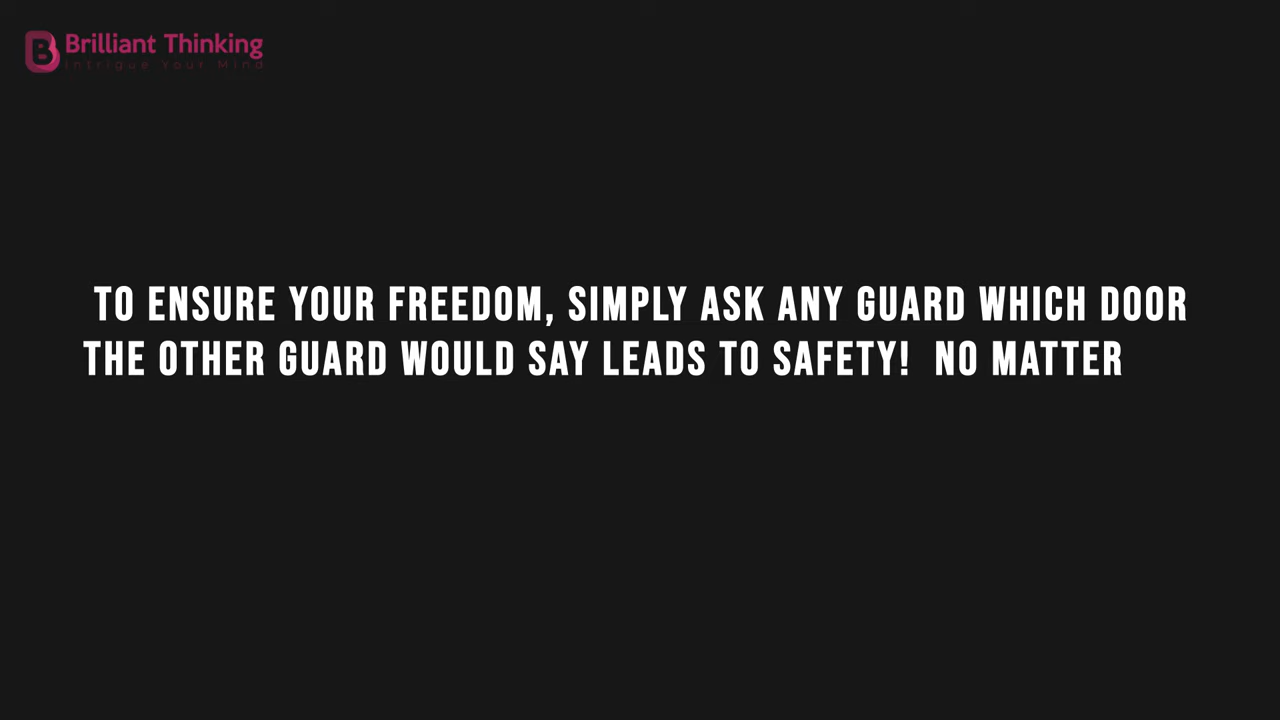 Brilliant Thinking
Intrigue Your Mind
TO ENSURE YOUR FREEDOM, SIMPLY ASK ANY GUARD WHICH DOOR
THE OTHER GUARD WOULD SAY LEADS TO SAFETY! NO MATTER